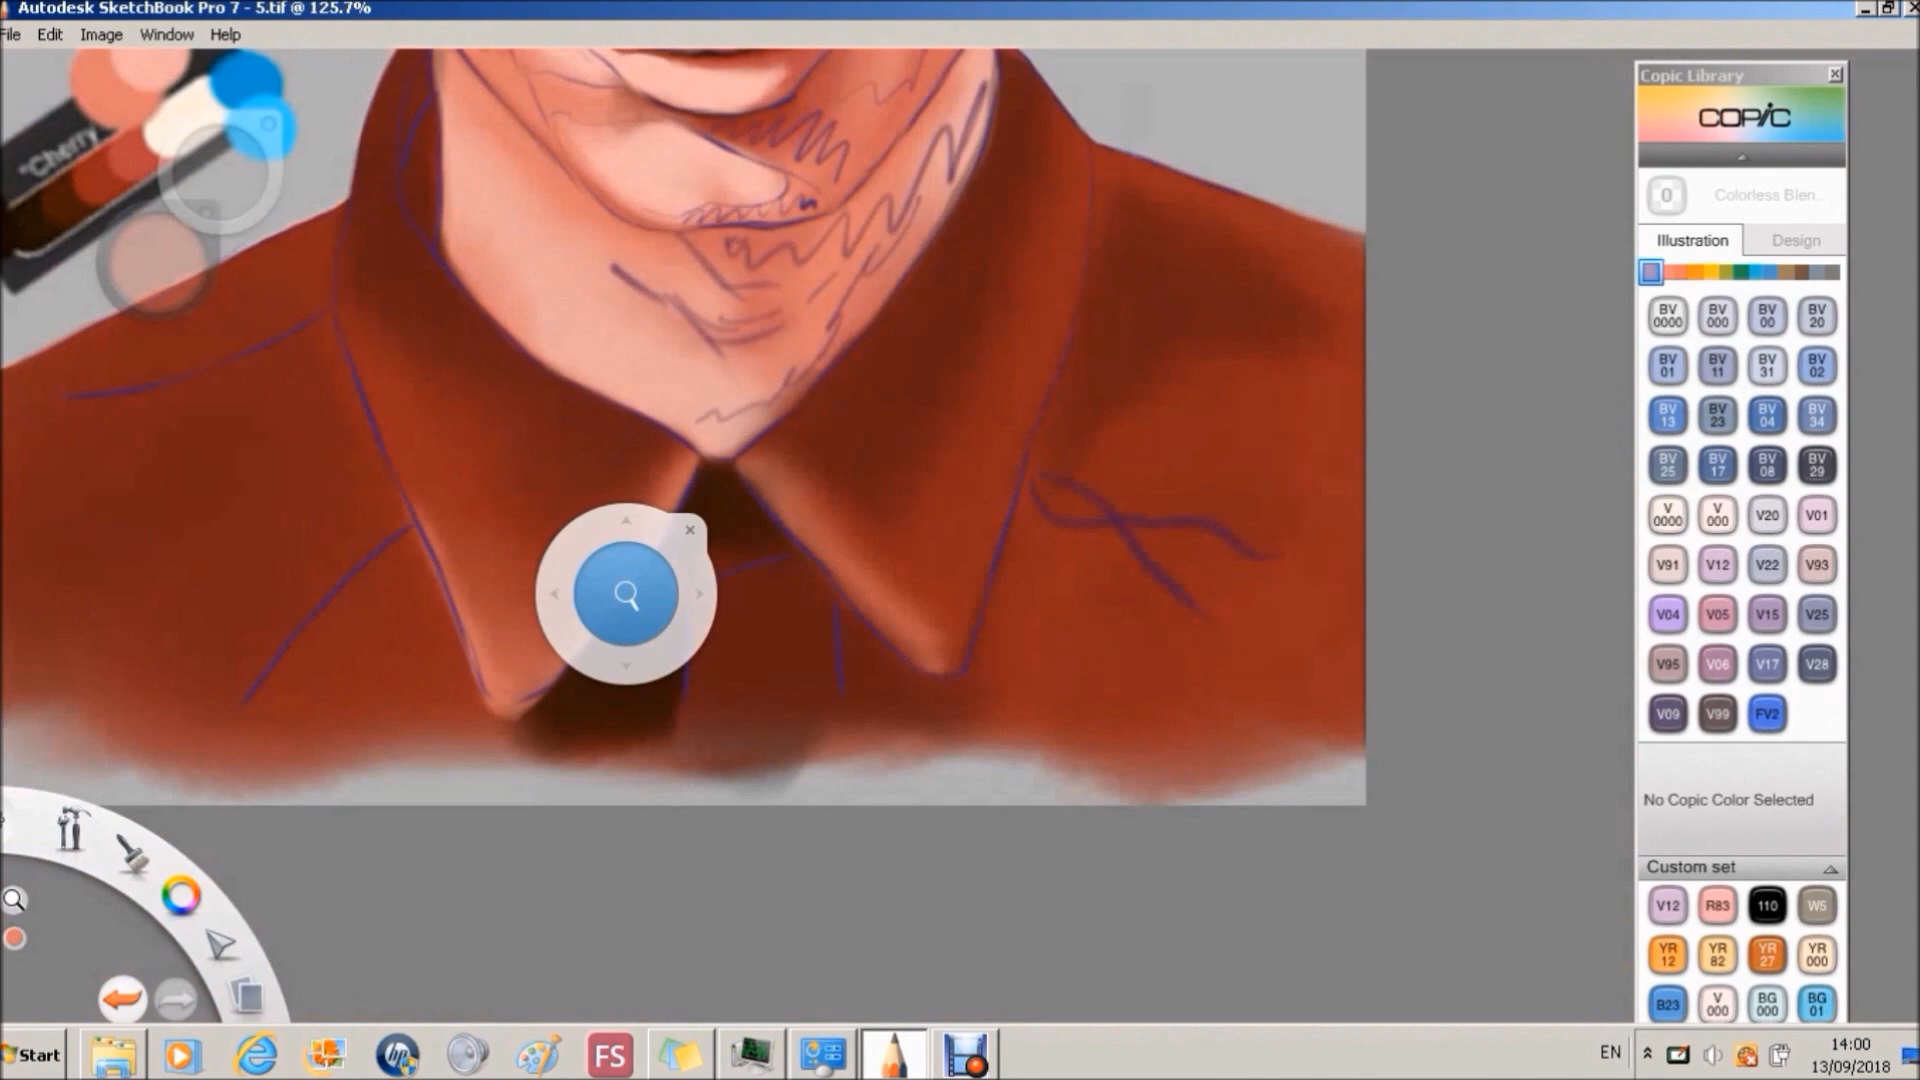 Autodesk SketchBook Pro 7 - 5.tif @ 125.7%
File Edit Image Window Help
"Cherry
Copic Library
COPIC
0 Colorless Blen..
Illustration Design
BV 0000 BV 000 BV 00 BV 20
BV 01 BV 11 BV 31 BV 02
BV 13 BV 23 BV 04 BV 34
BV 25 BV 17 BV 08 BV 29
V 0000 V 000 V20 V01
V91 V12 V22 V93
V04 V05 V15 V25
V95 V06 V17 V28
V09 V99 FV2
No Copic Color Selected
Custom set
V12 R83 110 W5
YR 12 YR 82 YR 27 YR 000
B23 V 000 BG 000 BG 01
Start
hp
FS
EN
14:00
13/09/2018